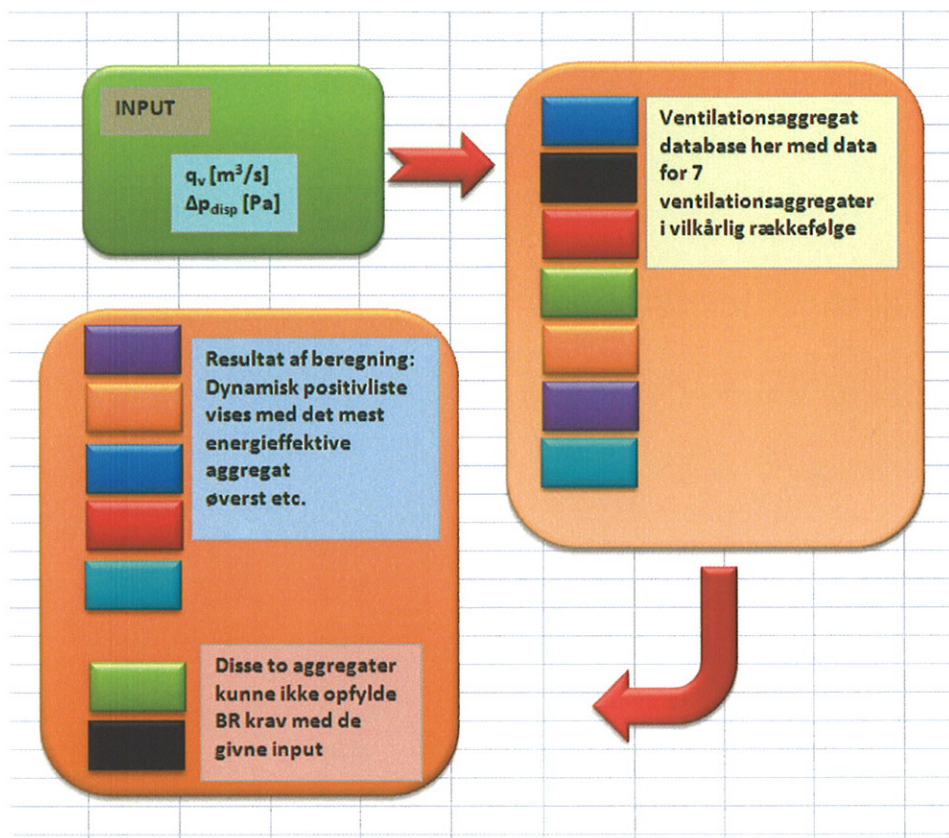 INPUT
qv [m³/s]
Δpdisp [Pa]
Ventilationsaggregat
database her med data
for 7
ventilationsaggregater
i vilkårlig rækkefølge
Resultat af beregning:
Dynamisk positivliste
vises med det mest
energieffektive
aggregat
øverst etc.
Disse to aggregater
kunne ikke opfylde
BR krav med de
givne input